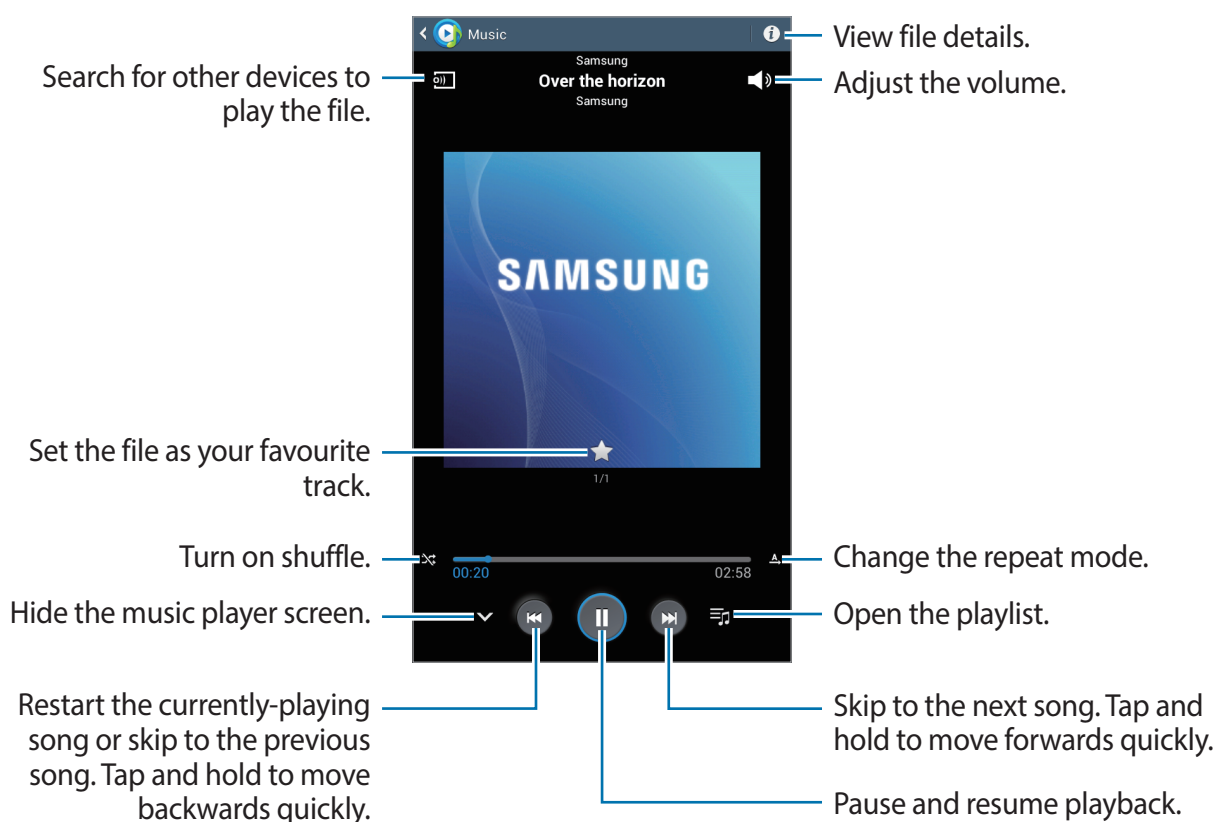 Music
View file details.
Search for other devices to
play the file.
Samsung
Over the horizon
Samsung
Adjust the volume.
SAMSUNG
Set the file as your favourite
track.
1/1
Turn on shuffle.
00:20
02:58
A
Change the repeat mode.
Hide the music player screen.
Open the playlist.
Restart the currently-playing
song or skip to the previous
song. Tap and hold to move
backwards quickly.
Skip to the next song. Tap and
hold to move forwards quickly.
Pause and resume playback.